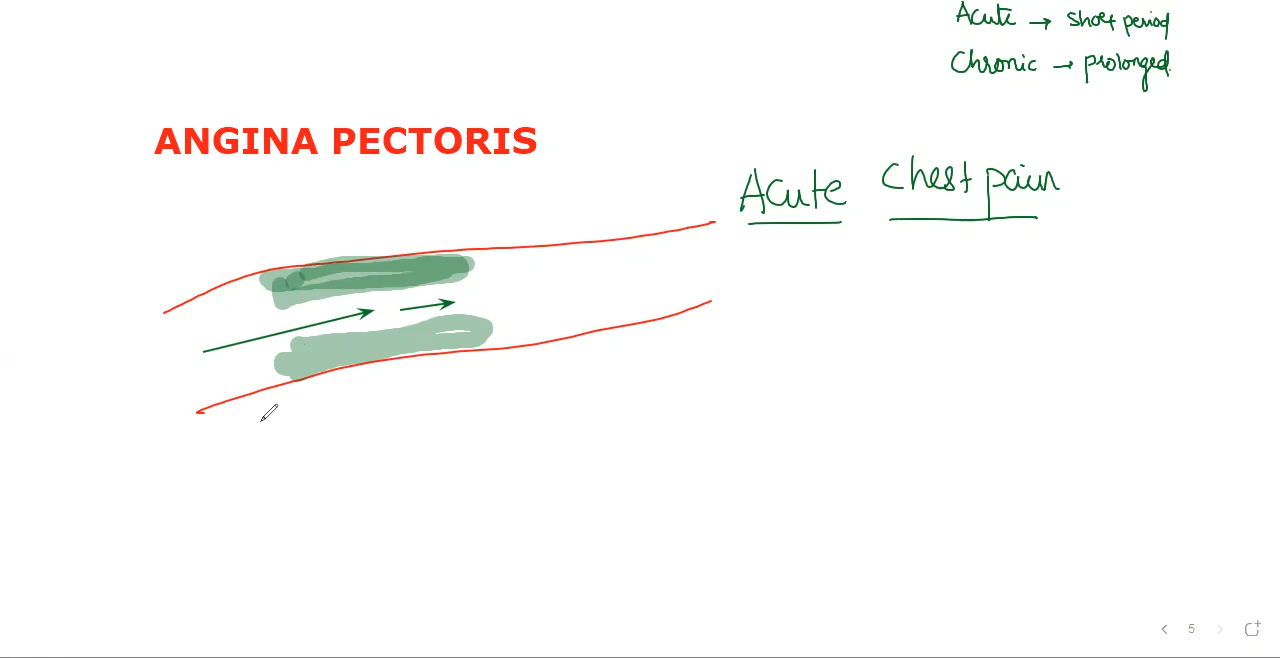 Acute → short period
Chronic → prolonged
ANGINA PECTORIS
Acute chest pain
5